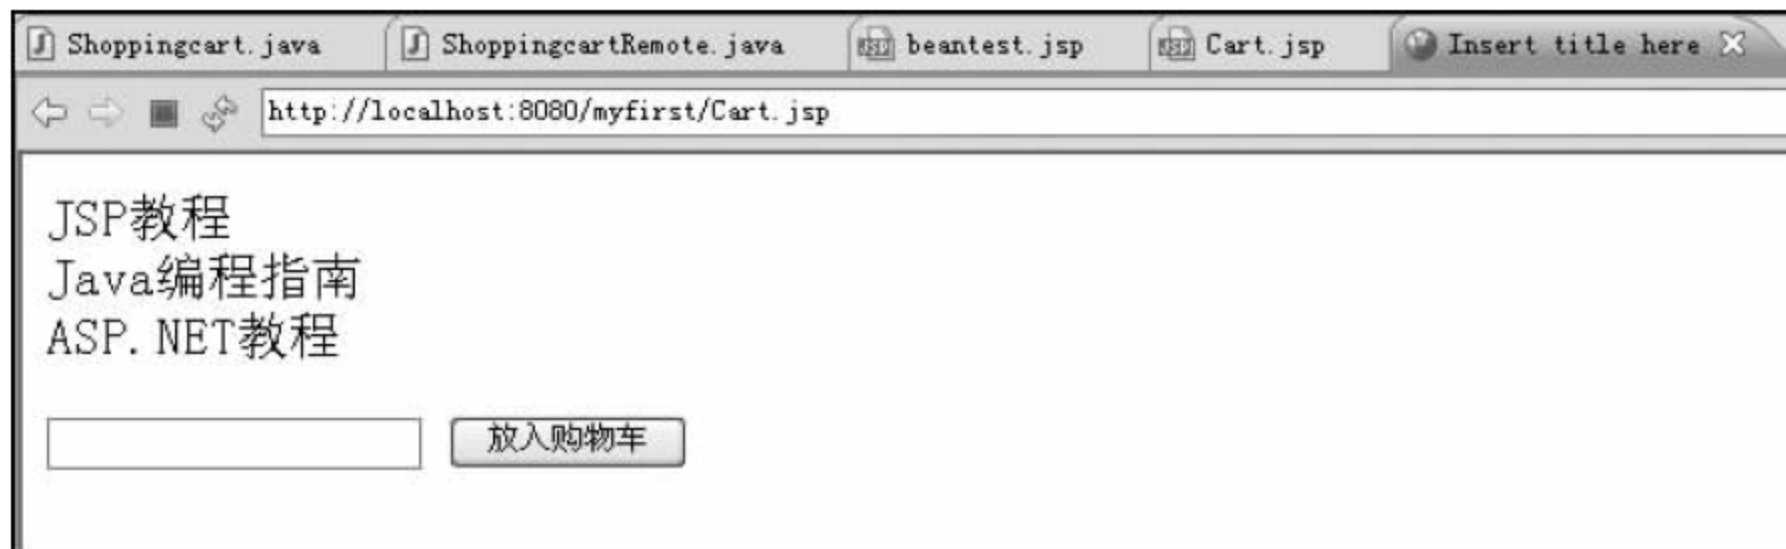 Shoppingcart.java ShoppingcartRemote.java beantest.jsp Cart.jsp Insert title here
http://localhost:8080/myfirst/Cart.jsp
JSP教程
Java编程指南
ASP.NET教程
放入购物车